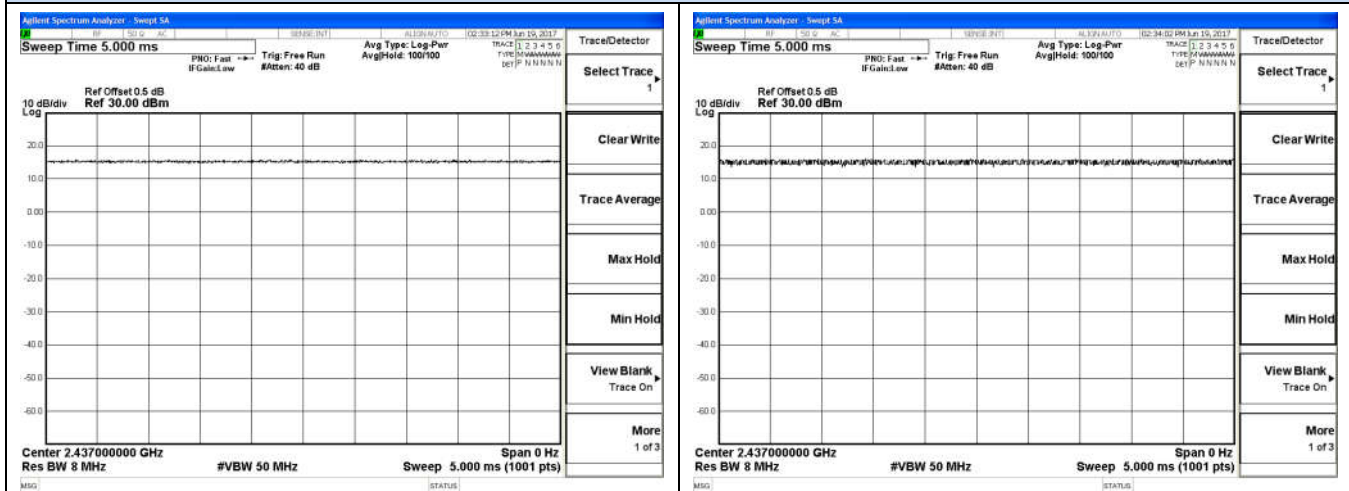 Agilent Spectrum Analyzer - Swept SA
RF 50 Ω AC SENSE:INT ALIGN AUTO 02:33:12 PM Jun 19, 2017
Sweep Time 5.000 ms
PNO: Fast
IFGain:Low
Trig: Free Run
#Atten: 40 dB
Avg Type: Log-Pwr
Avg|Hold: 100/100
TRACE 1 2 3 4 5 6
TYPE M
DET P N N N N N
Ref Offset 0.5 dB
10 dB/div Ref 30.00 dBm
Log
20.0
10.0
0.00
-10.0
-20.0
-30.0
-40.0
-50.0
-60.0
Center 2.437000000 GHz Span 0 Hz
Res BW 8 MHz #VBW 50 MHz Sweep 5.000 ms (1001 pts)
MSG STATUS
Trace/Detector
Select Trace
1
Clear Write
Trace Average
Max Hold
Min Hold
View Blank
Trace On
More
1 of 3
Agilent Spectrum Analyzer - Swept SA
RF 50 Ω AC SENSE:INT ALIGN AUTO 02:34:02 PM Jun 19, 2017
Sweep Time 5.000 ms
PNO: Fast
IFGain:Low
Trig: Free Run
#Atten: 40 dB
Avg Type: Log-Pwr
Avg|Hold: 100/100
TRACE 1 2 3 4 5 6
TYPE M
DET P N N N N N
Ref Offset 0.5 dB
10 dB/div Ref 30.00 dBm
Log
20.0
10.0
0.00
-10.0
-20.0
-30.0
-40.0
-50.0
-60.0
Center 2.437000000 GHz Span 0 Hz
Res BW 8 MHz #VBW 50 MHz Sweep 5.000 ms (1001 pts)
MSG STATUS
Trace/Detector
Select Trace
1
Clear Write
Trace Average
Max Hold
Min Hold
View Blank
Trace On
More
1 of 3